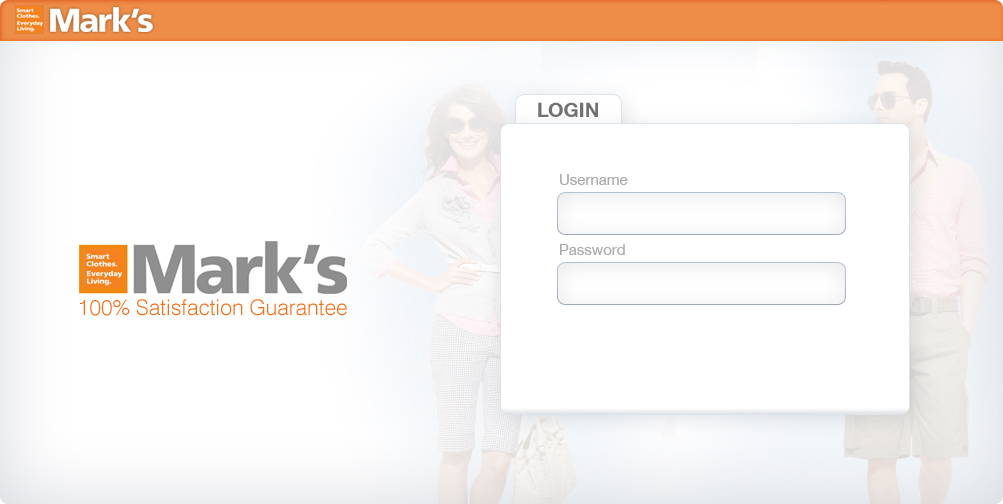 Smart
Clothes.
Everyday
Living.
Mark's
LOGIN
Username
Password
Smart
Clothes.
Everyday
Living.
Mark's
100% Satisfaction Guarantee